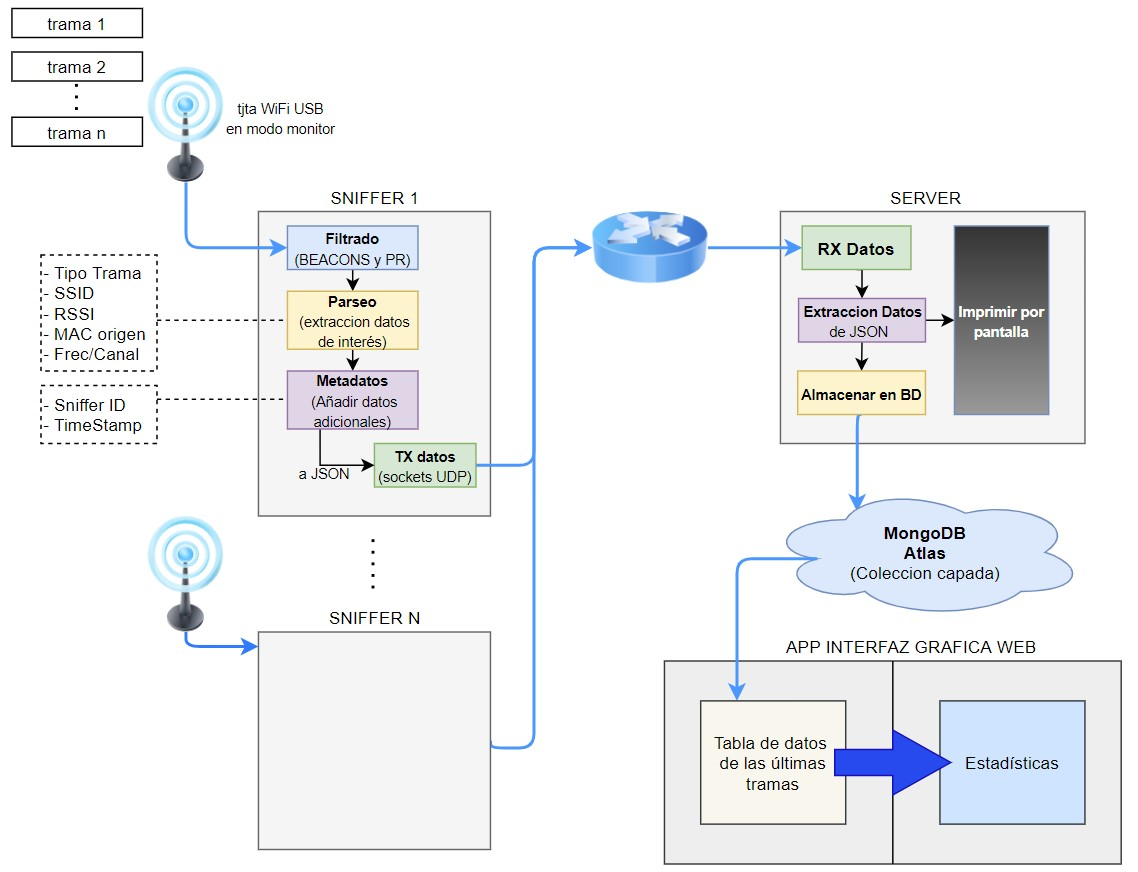 trama 1
trama 2
trama n
tjta WiFi USB
en modo monitor
SNIFFER 1
Filtrado
(BEACONS y PR)
Parseo
(extraccion datos
de interés)
Metadatos
(Añadir datos
adicionales)
a JSON
TX datos
(sockets UDP)
- Tipo Trama
- SSID
- RSSI
- MAC origen
- Frec/Canal
- Sniffer ID
- TimeStamp
SNIFFER N
SERVER
RX Datos
Extraccion Datos
de JSON
Imprimir por
pantalla
Almacenar en BD
MongoDB
Atlas
(Coleccion capada)
APP INTERFAZ GRAFICA WEB
Tabla de datos
de las últimas
tramas
Estadísticas